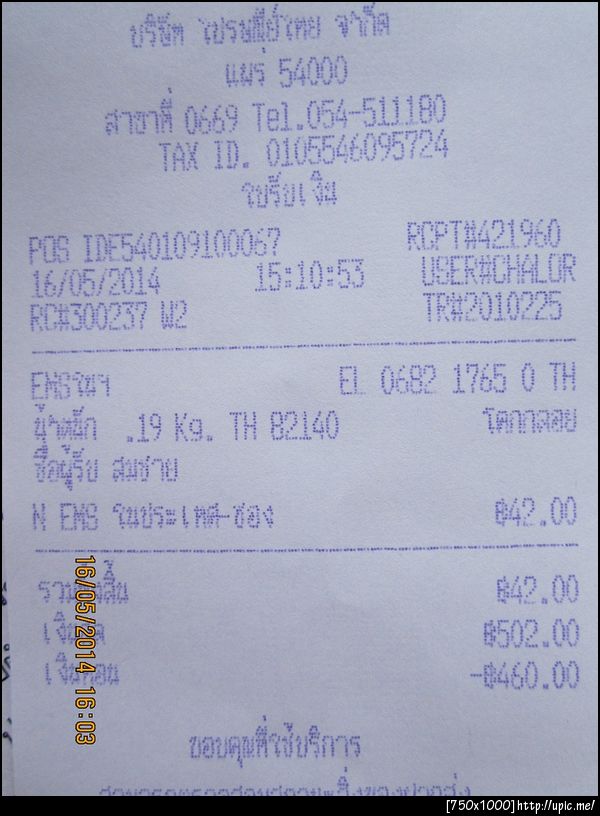 บริษัท ไปรษณีย์ไทย จำกัด
แพร่ 54000
สาขาที่ 0669 Tel.054-511180
TAX ID. 0105546095724
ใบรับเงิน
POS IDE540109100067 RCPT#421960
16/05/2014 15:10:53 USER#CHALOR
RC#300237 W2 TR#2010225
EMSในฯ EL 0682 1765 0 TH
น้ำหนัก .19 Kg. TH B2140 โคกกลอย
ชื่อผู้รับ สมชาย
N EMS ในประเทศ-ซอง ฿42.00
รวมทั้งสิ้น ฿42.00
เงินสด ฿502.00
เงินทอน -฿460.00
ขอบคุณที่ใช้บริการ
16/05/2014 16:03
[750x1000]http://upic.me/